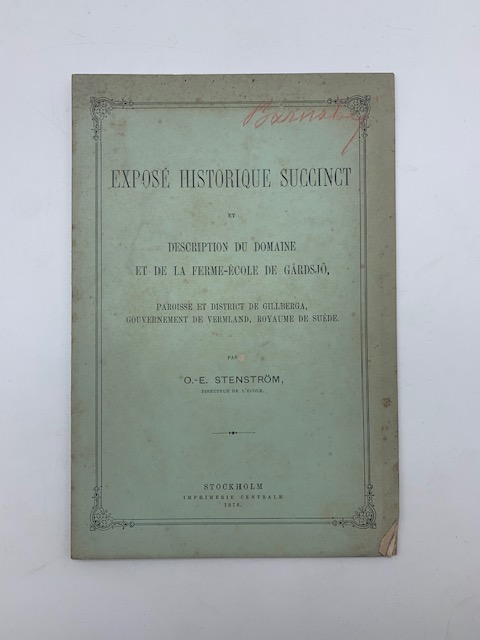 EXPOSÉ HISTORIQUE SUCCINCT
ET
DESCRIPTION DU DOMAINE
ET DE LA FERME-ÉCOLE DE GÅRDSJÖ,
PAROISSE ET DISTRICT DE GILLBERGA,
GOUVERNEMENT DE VERMLAND, ROYAUME DE SUÈDE.
PAR
O.-E. STENSTRÖM,
DIRECTEUR DE L'ÉCOLE.
STOCKHOLM
IMPRIMERIE CENTRALE
1878.